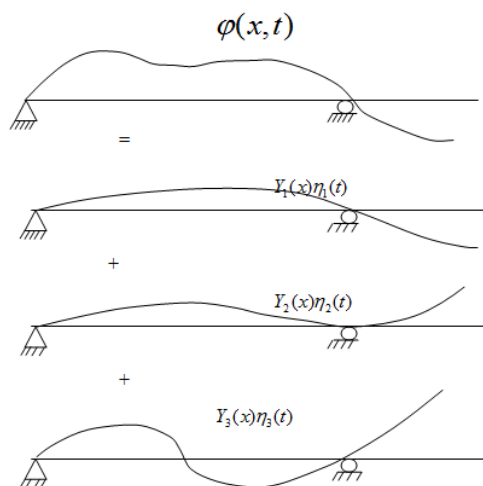 φ(x,t)
=
Y₁(x)η₁(t)
+
Y₂(x)η₂(t)
+
Y₃(x)η₃(t)